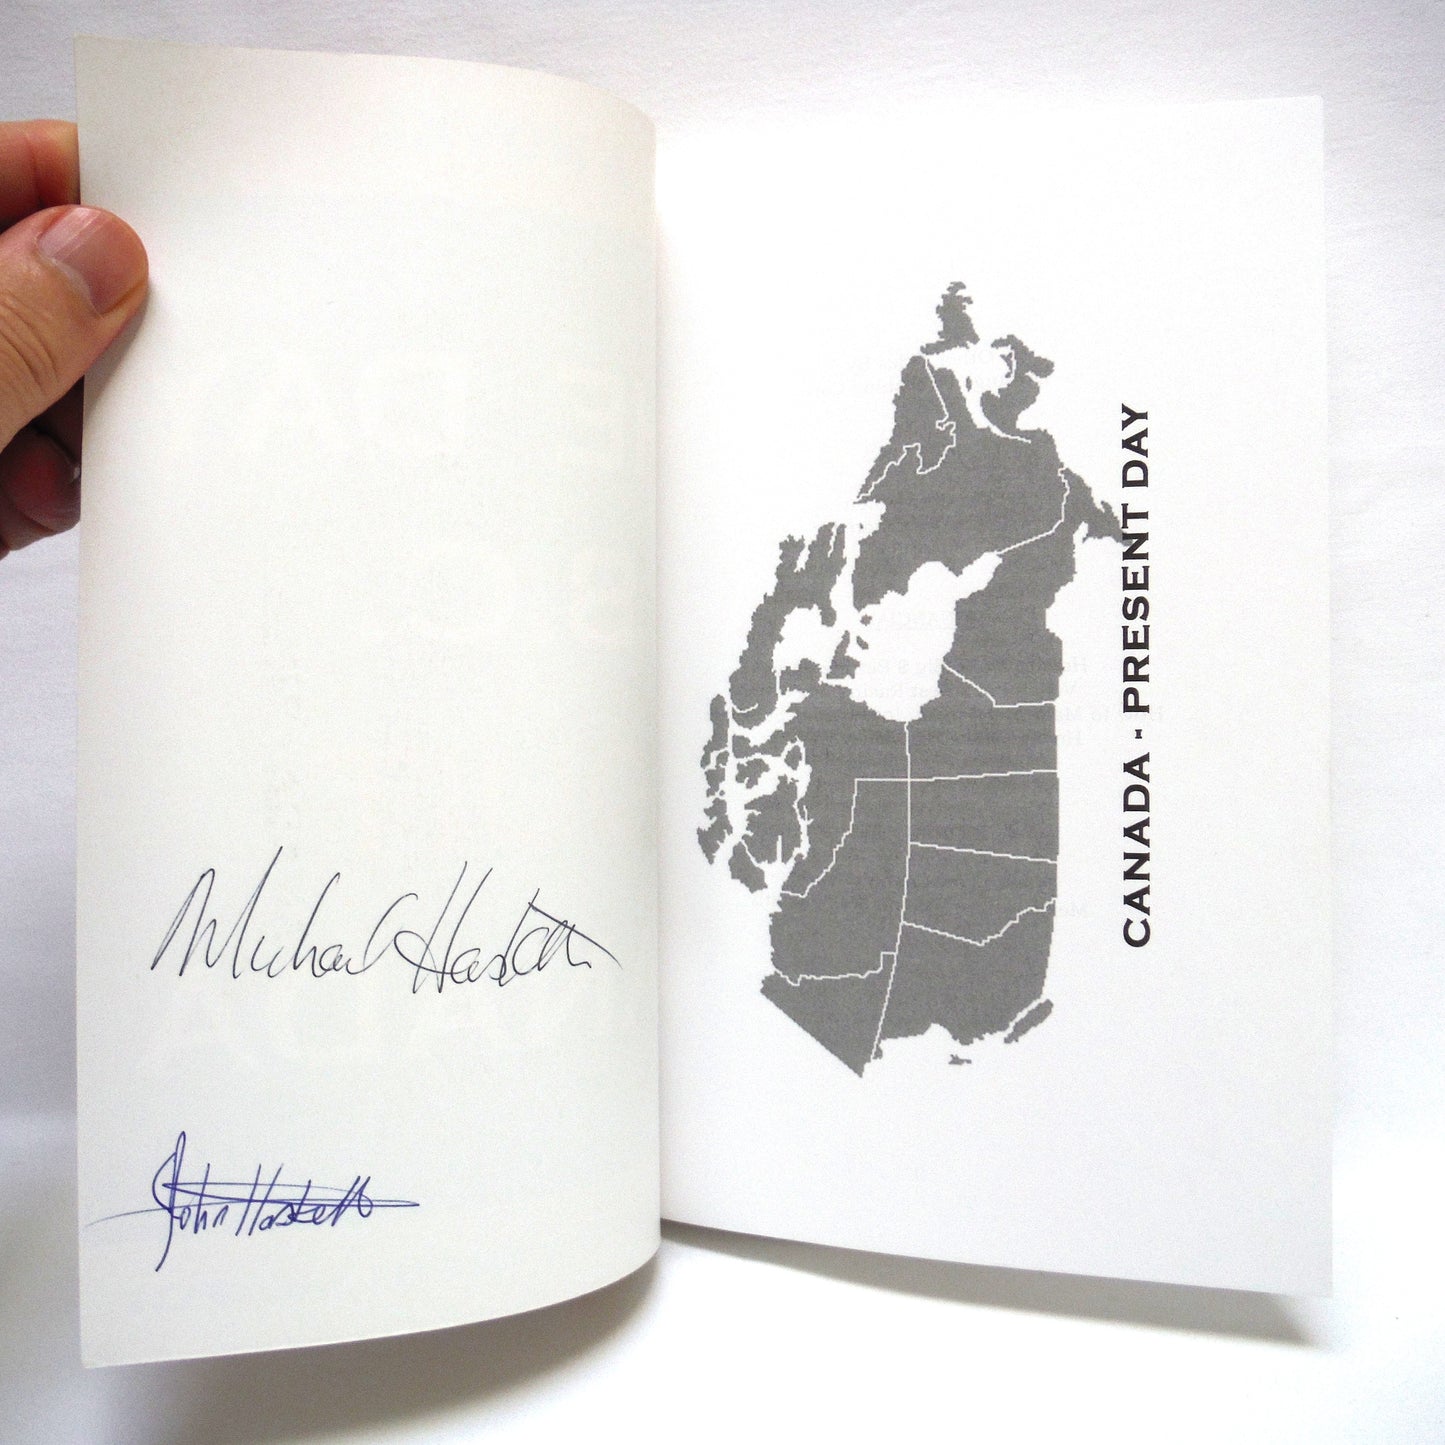 Michael Haskett
John Haskett
CANADA - PRESENT DAY